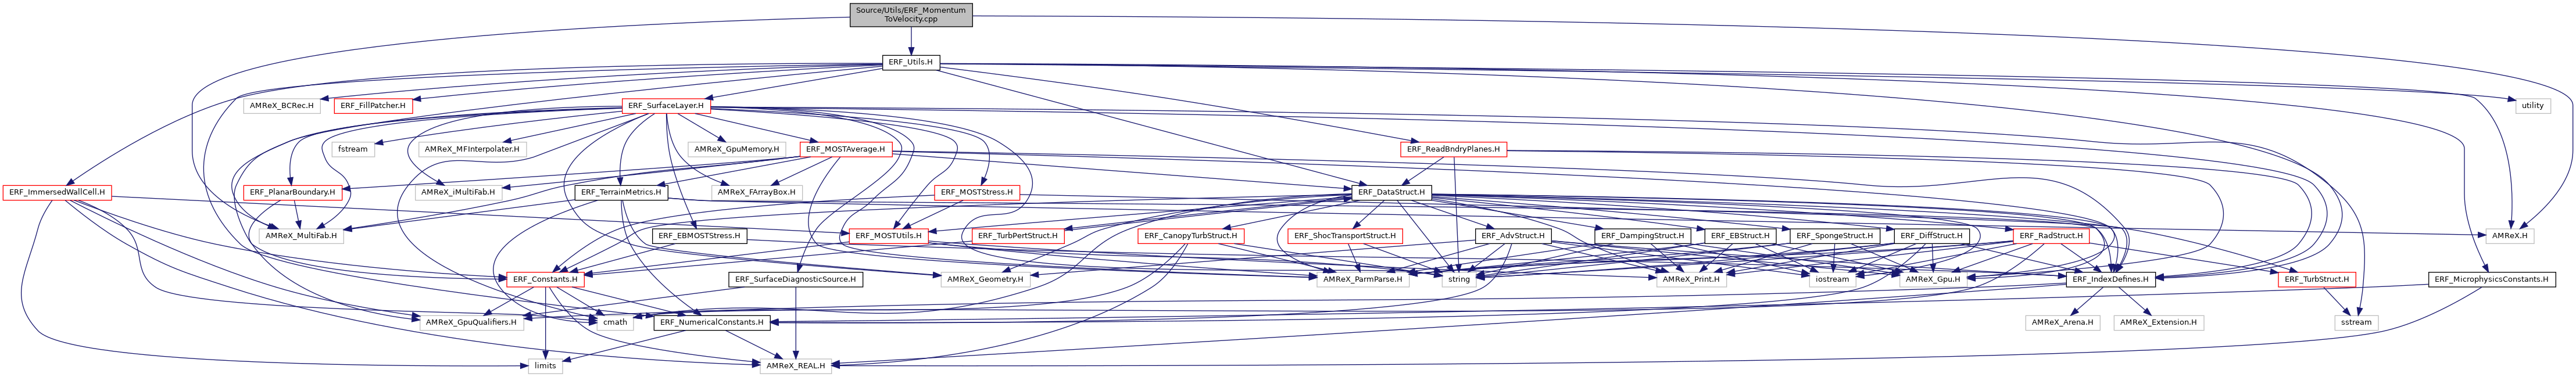 Source/Utils/ERF_Momentum
ToVelocity.cpp
ERF_Utils.H
AMReX_BCRec.H
ERF_FillPatcher.H
ERF_SurfaceLayer.H
utility
fstream
AMReX_MFInterpolater.H
AMReX_GpuMemory.H
ERF_MOSTAverage.H
ERF_ReadBndryPlanes.H
ERF_ImmersedWallCell.H
ERF_PlanarBoundary.H
AMReX_iMultiFab.H
ERF_TerrainMetrics.H
AMReX_FArrayBox.H
ERF_MOSTStress.H
ERF_DataStruct.H
AMReX_MultiFab.H
ERF_EBMOSTStress.H
ERF_MOSTUtils.H
ERF_TurbPertStruct.H
ERF_CanopyTurbStruct.H
ERF_ShocTransportStruct.H
ERF_AdvStruct.H
ERF_DampingStruct.H
ERF_EBStruct.H
ERF_SpongeStruct.H
ERF_DiffStruct.H
ERF_RadStruct.H
AMReX.H
ERF_Constants.H
ERF_SurfaceDiagnosticSource.H
AMReX_Geometry.H
AMReX_ParmParse.H
string
AMReX_Print.H
iostream
AMReX_Gpu.H
ERF_IndexDefines.H
ERF_TurbStruct.H
ERF_MicrophysicsConstants.H
AMReX_GpuQualifiers.H
cmath
ERF_NumericalConstants.H
AMReX_Arena.H
AMReX_Extension.H
sstream
limits
AMReX_REAL.H